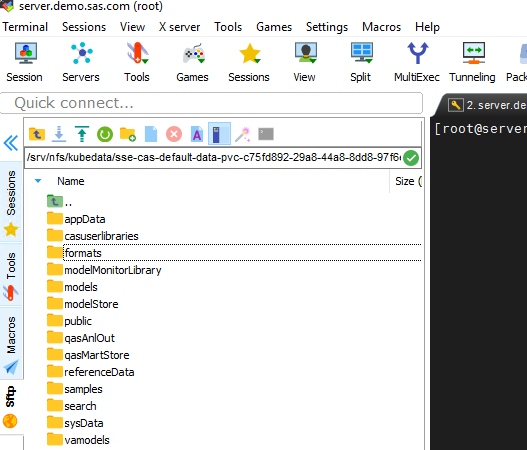 server.demo.sas.com (root)
Terminal Sessions View X server Tools Games Settings Macros Help
Session Servers Tools Games Sessions View Split MultiExec Tunneling Pack
Quick connect...
2. server.de
/srv/nfs/kubedata/sse-cas-default-data-pvc-c75fd892-29a8-44a8-8dd8-97f6
[root@server
Name Size (
..
appData
casuserlibraries
formats
modelMonitorLibrary
models
modelStore
public
qasAnlOut
qasMartStore
referenceData
samples
search
sysData
vamodels
Sessions
Tools
Macros
Sftp